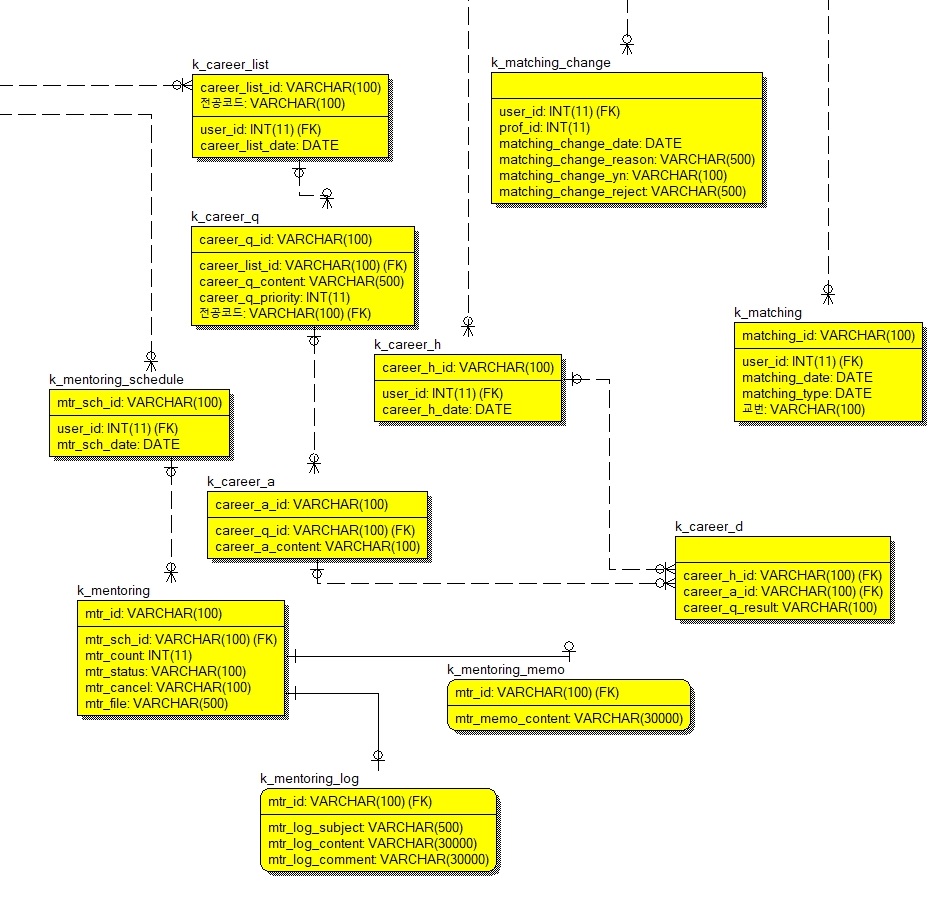 k_career_list
career_list_id: VARCHAR(100)
전공코드: VARCHAR(100)
user_id: INT(11) (FK)
career_list_date: DATE
k_matching_change
user_id: INT(11) (FK)
prof_id: INT(11)
matching_change_date: DATE
matching_change_reason: VARCHAR(500)
matching_change_yn: VARCHAR(100)
matching_change_reject: VARCHAR(500)
k_career_q
career_q_id: VARCHAR(100)
career_list_id: VARCHAR(100) (FK)
career_q_content: VARCHAR(500)
career_q_priority: INT(11)
전공코드: VARCHAR(100) (FK)
k_matching
matching_id: VARCHAR(100)
user_id: INT(11) (FK)
matching_date: DATE
matching_type: DATE
교번: VARCHAR(100)
k_career_h
career_h_id: VARCHAR(100)
user_id: INT(11) (FK)
career_h_date: DATE
k_mentoring_schedule
mtr_sch_id: VARCHAR(100)
user_id: INT(11) (FK)
mtr_sch_date: DATE
k_career_a
career_a_id: VARCHAR(100)
career_q_id: VARCHAR(100) (FK)
career_a_content: VARCHAR(100)
k_career_d
career_h_id: VARCHAR(100) (FK)
career_a_id: VARCHAR(100) (FK)
career_q_result: VARCHAR(100)
k_mentoring
mtr_id: VARCHAR(100)
mtr_sch_id: VARCHAR(100) (FK)
mtr_count: INT(11)
mtr_status: VARCHAR(100)
mtr_cancel: VARCHAR(100)
mtr_file: VARCHAR(500)
k_mentoring_memo
mtr_id: VARCHAR(100) (FK)
mtr_memo_content: VARCHAR(30000)
k_mentoring_log
mtr_id: VARCHAR(100) (FK)
mtr_log_subject: VARCHAR(500)
mtr_log_content: VARCHAR(30000)
mtr_log_comment: VARCHAR(30000)